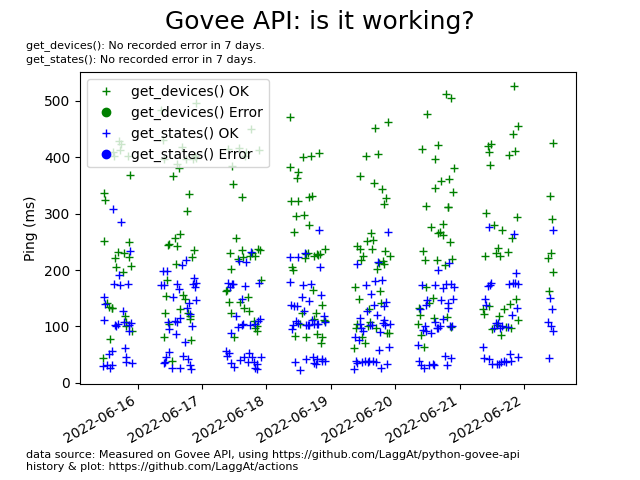 Govee API: is it working?
get_devices(): No recorded error in 7 days.
get_states(): No recorded error in 7 days.
get_devices() OK
get_devices() Error
get_states() OK
get_states() Error
Ping (ms)
500
400
300
200
100
0
2022-06-16
2022-06-17
2022-06-18
2022-06-19
2022-06-20
2022-06-21
2022-06-22
data source: Measured on Govee API, using https://github.com/LaggAt/python-govee-api
history & plot: https://github.com/LaggAt/actions